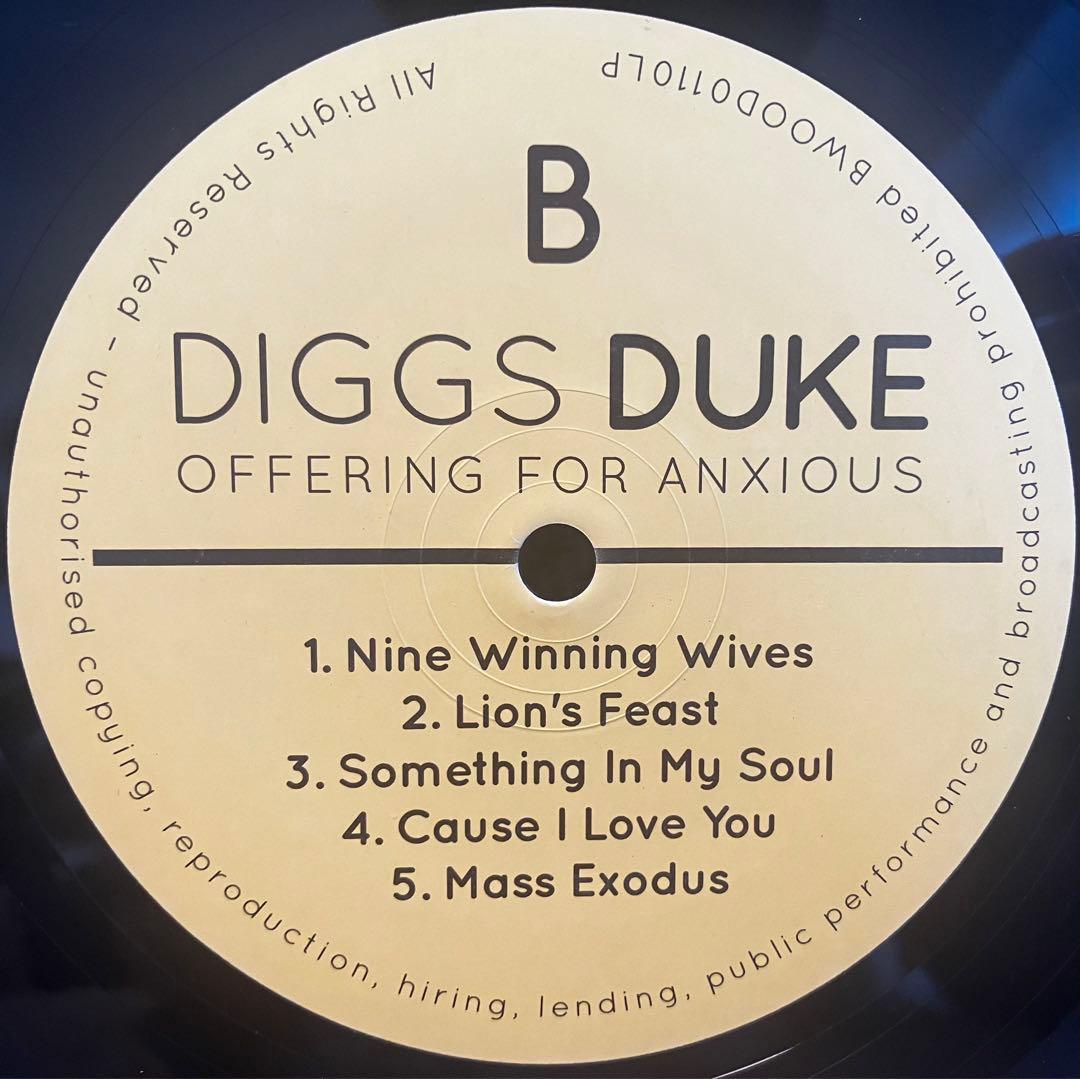 B
DIGGS DUKE
OFFERING FOR ANXIOUS
1. Nine Winning Wives
2. Lion's Feast
3. Something In My Soul
4. Cause I Love You
5. Mass Exodus
All Rights Reserved - unauthorised copying, reproduction, hiring, lending, public performance and broadcasting prohibited BWOOD0110LP